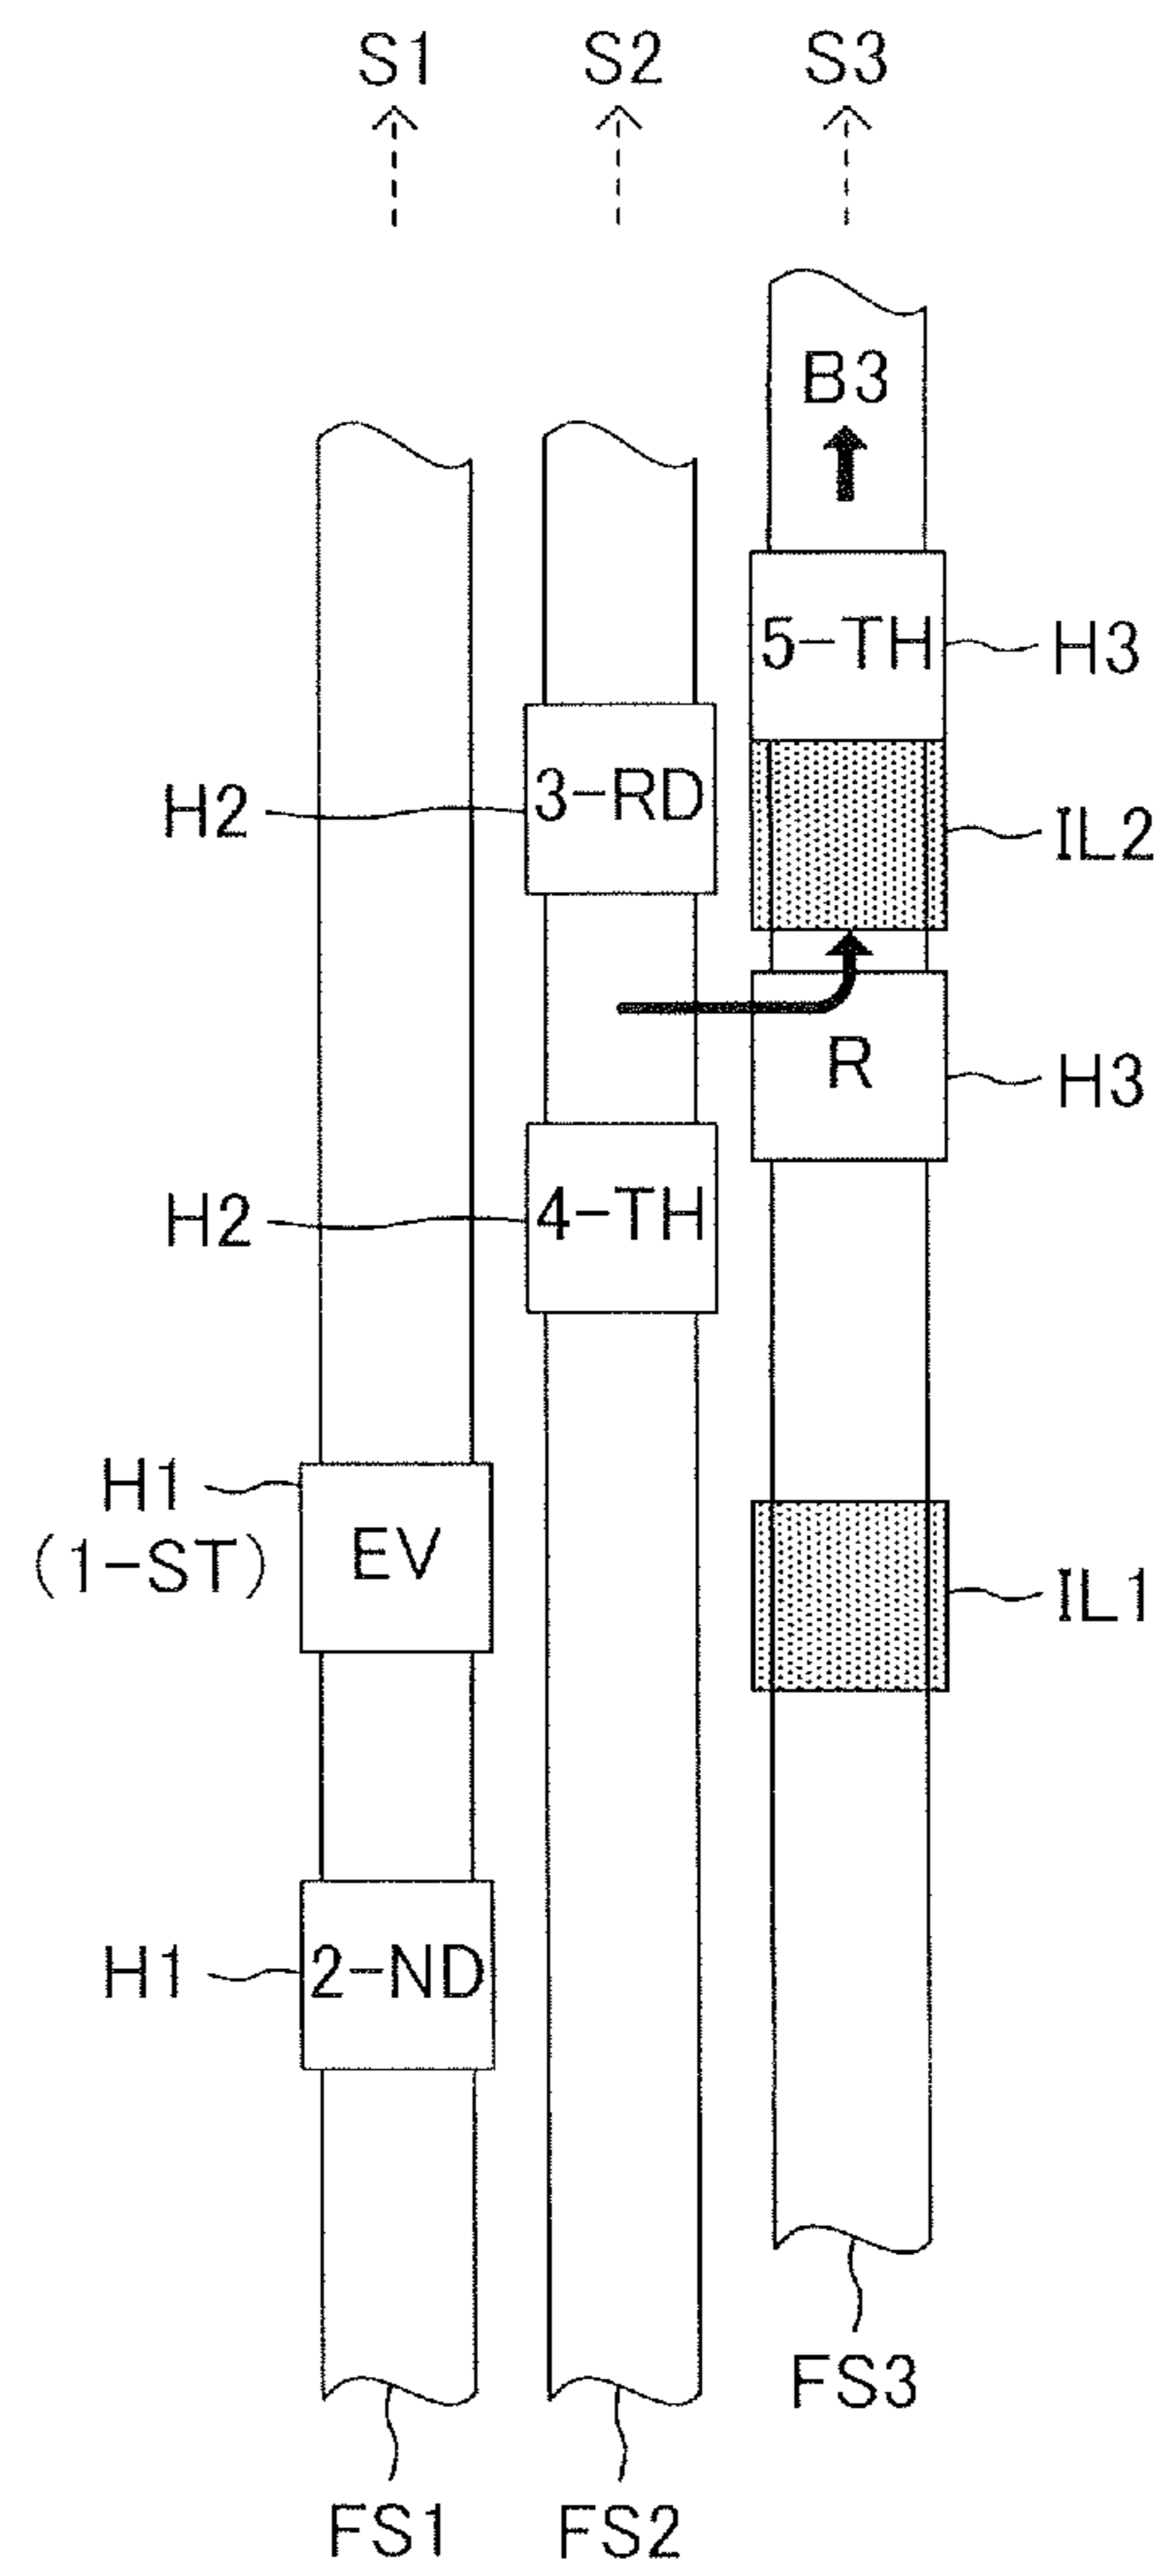 S1 S2 S3
B3
5-TH H3
H2 3-RD IL2
R H3
H2 4-TH
H1
(1-ST) EV
IL1
H1 2-ND
FS3
FS1 FS2